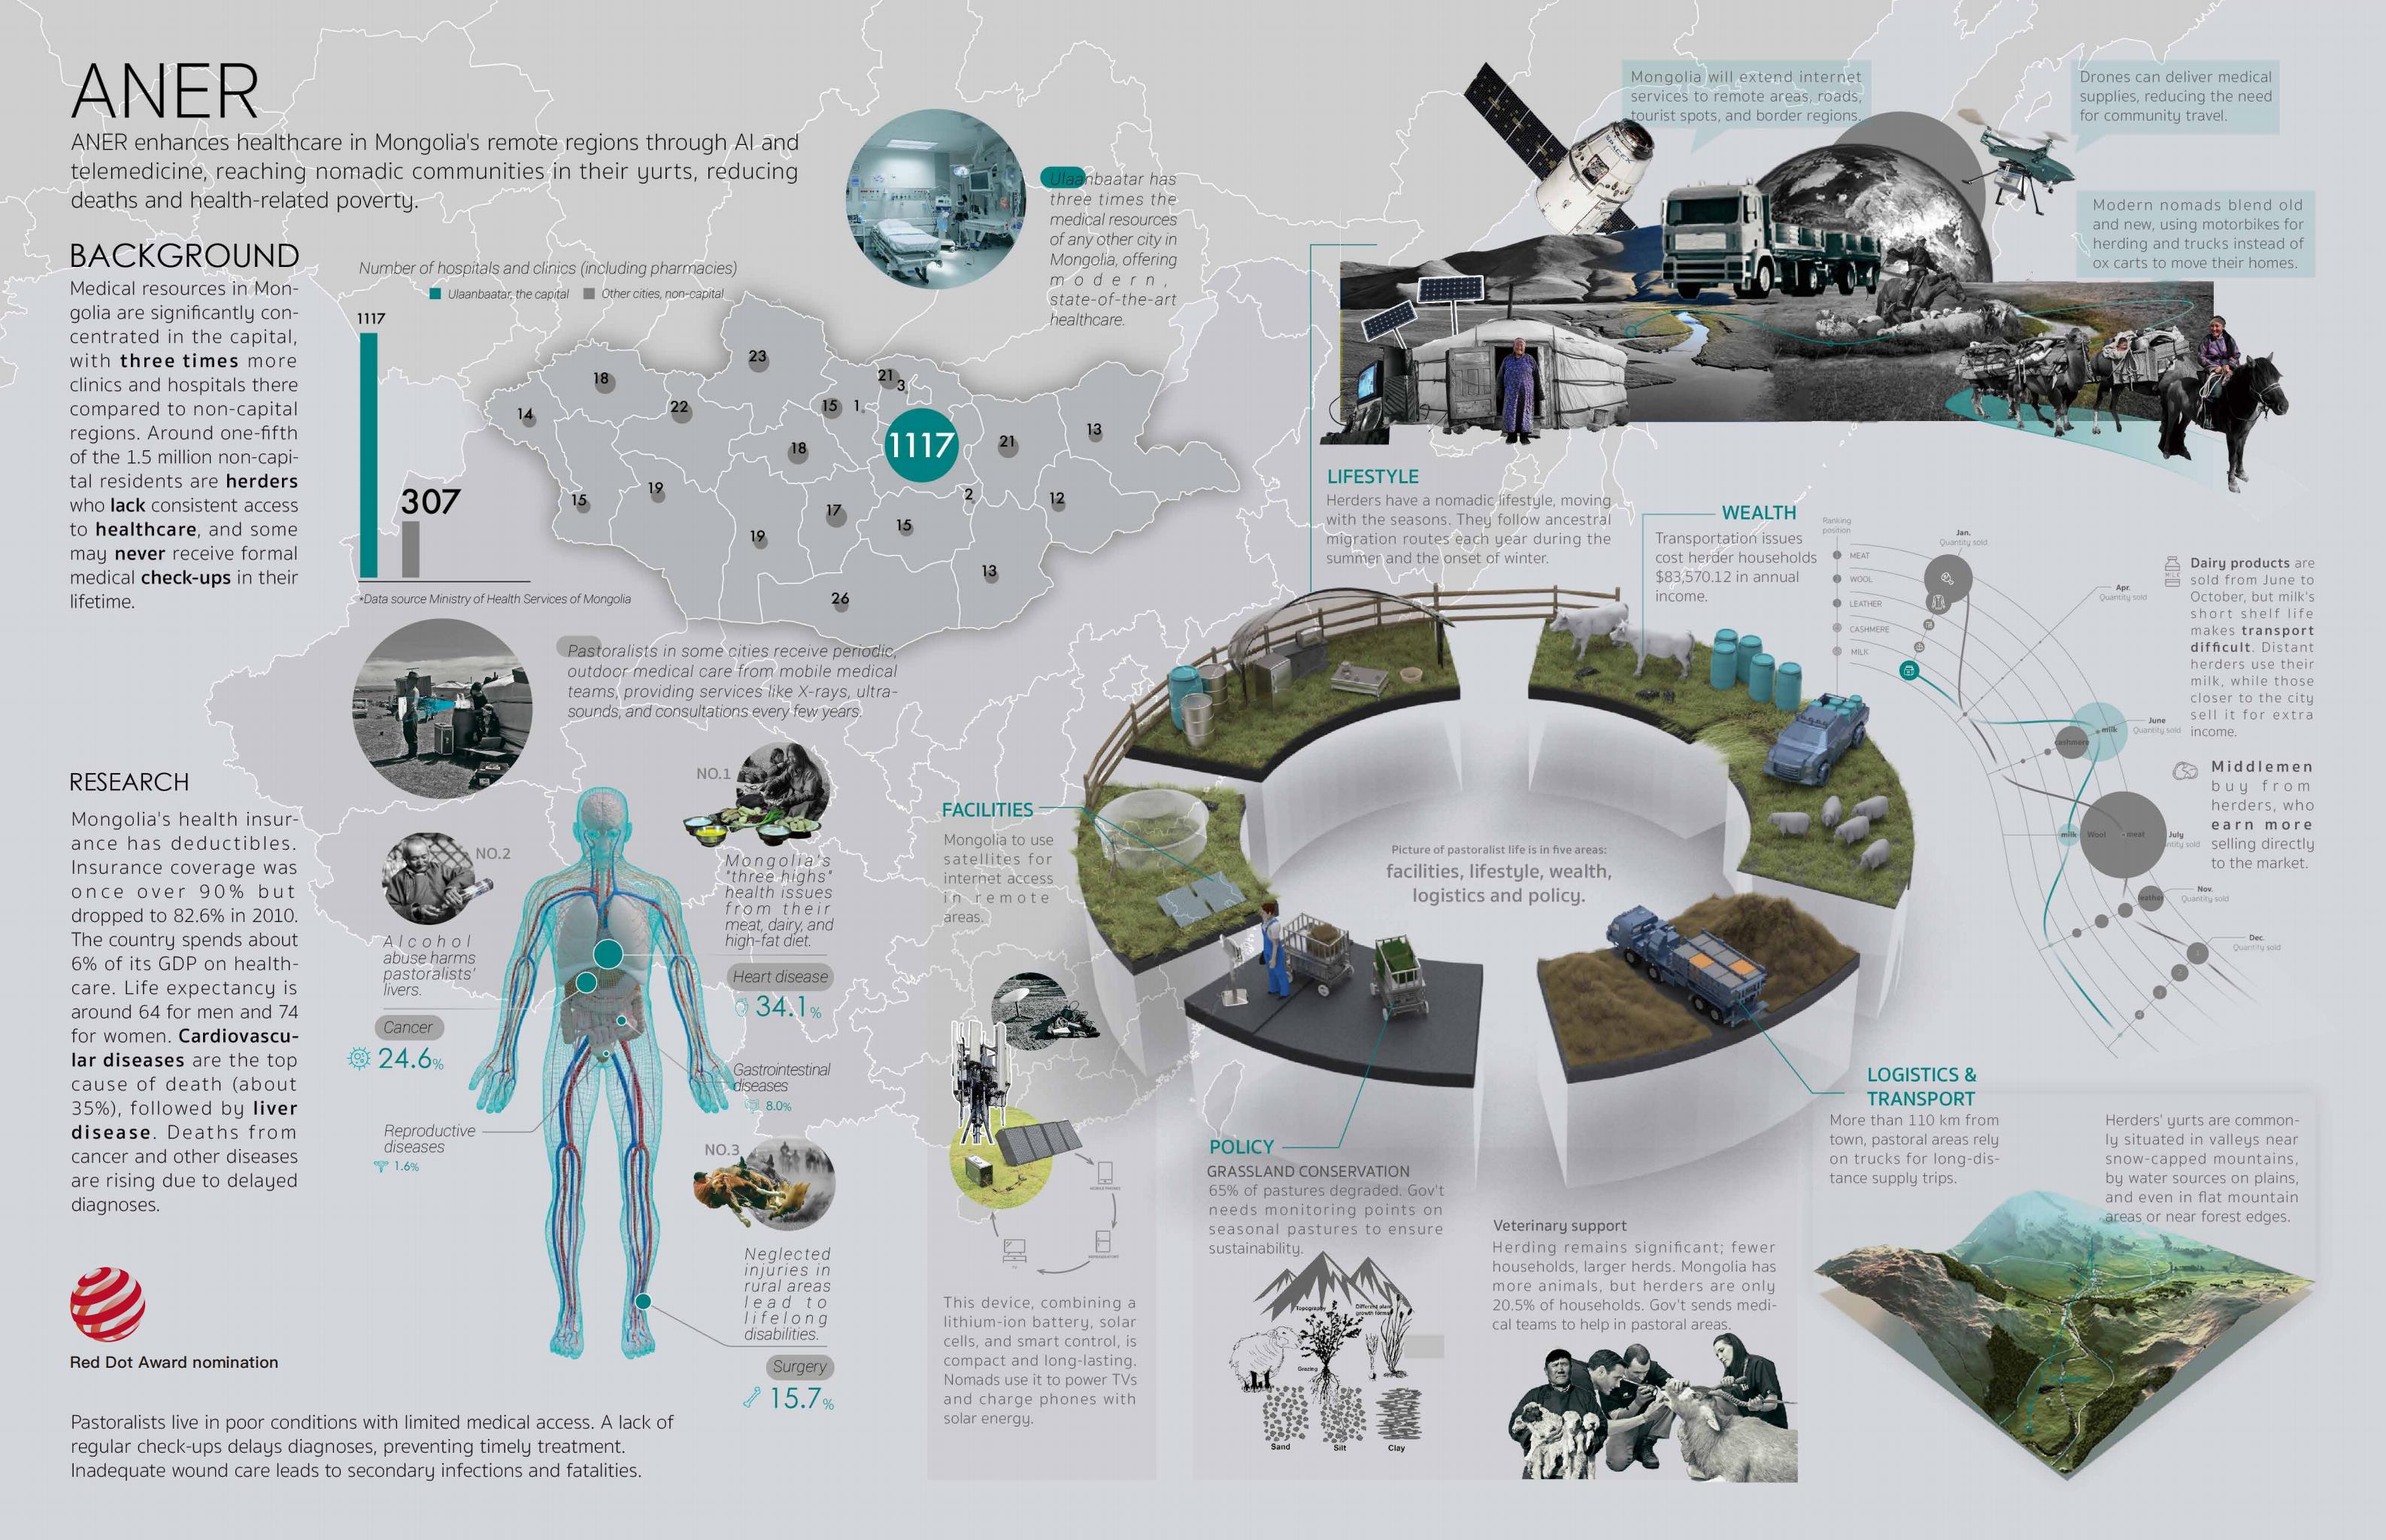 ANER
ANER enhances healthcare in Mongolia's remote regions through AI and
telemedicine, reaching nomadic communities in their yurts, reducing
deaths and health-related poverty.
BACKGROUND
Medical resources in Mon-
golia are significantly con-
centrated in the capital,
with three times more
clinics and hospitals there
compared to non-capital
regions. Around one-fifth
of the 1.5 million non-capi-
tal residents are herders
who lack consistent access
to healthcare, and some
may never receive formal
medical check-ups in their
lifetime.
Number of hospitals and clinics (including pharmacies)
Ulaanbaatar, the capital
Other cities, non-capital
1117
307
*Data source Ministry of Health Services of Mongolia
23
18
21
3
22
15
1
14
1117
13
21
18
19
15
2
12
17
15
19
13
26
Ulaanbaatar has
three times the
medical resources
of any other city in
Mongolia, offering
modern,
state-of-the-art
healthcare.
Pastoralists in some cities receive periodic,
outdoor medical care from mobile medical
teams, providing services like X-rays, ultra-
sounds, and consultations every few years.
RESEARCH
Mongolia's health insur-
ance has deductibles.
Insurance coverage was
once over 90% but
dropped to 82.6% in 2010.
The country spends about
6% of its GDP on health-
care. Life expectancy is
around 64 for men and 74
for women. Cardiovascu-
lar diseases are the top
cause of death (about
35%), followed by liver
disease. Deaths from
cancer and other diseases
are rising due to delayed
diagnoses.
Red Dot Award nomination
Pastoralists live in poor conditions with limited medical access. A lack of
regular check-ups delays diagnoses, preventing timely treatment.
Inadequate wound care leads to secondary infections and fatalities.
NO.1
Mongolia's
"three highs"
health issues
from their
meat, dairy, and
high-fat diet.
Heart disease
34.1%
NO.2
Alcohol
abuse harms
pastoralists'
livers.
Cancer
24.6%
Gastrointestinal
diseases
8.0%
Reproductive
diseases
1.6%
NO.3
Neglected
injuries in
rural areas
lead to
lifelong
disabilities.
Surgery
15.7%
Mongolia will extend internet
services to remote areas, roads,
tourist spots, and border regions.
SPACEX
Drones can deliver medical
supplies, reducing the need
for community travel.
Modern nomads blend old
and new, using motorbikes for
herding and trucks instead of
ox carts to move their homes.
LIFESTYLE
Herders have a nomadic lifestyle, moving
with the seasons. They follow ancestral
migration routes each year during the
summer and the onset of winter.
WEALTH
Transportation issues
cost herder households
$83,570.12 in annual
income.
Ranking
position
MEAT
WOOL
LEATHER
CASHMERE
MILK
Jan.
Quantity sold
Apr.
Quantity sold
June
Quantity sold
cashmere
milk
July
milk
Wool
meat
Nov.
Quantity sold
leather
Dec.
Quantity sold
MILK
Dairy products are
sold from June to
October, but milk's
short shelf life
makes transport
difficult. Distant
herders use their
milk, while those
closer to the city
sell it for extra
income.
Middlemen
buy from
herders, who
earn more
selling directly
to the market.
FACILITIES
Mongolia to use
satellites for
internet access
in remote
areas.
Picture of pastoralist life is in five areas:
facilities, lifestyle, wealth,
logistics and policy.
This device, combining a
lithium-ion battery, solar
cells, and smart control, is
compact and long-lasting.
Nomads use it to power TVs
and charge phones with
solar energy.
POLICY
GRASSLAND CONSERVATION
65% of pastures degraded. Gov't
needs monitoring points on
seasonal pastures to ensure
sustainability.
Topography
Different plant
growth forms
Grazing
Sand
Silt
Clay
Veterinary support
Herding remains significant; fewer
households, larger herds. Mongolia has
more animals, but herders are only
20.5% of households. Gov't sends medi-
cal teams to help in pastoral areas.
LOGISTICS &
TRANSPORT
More than 110 km from
town, pastoral areas rely
on trucks for long-dis-
tance supply trips.
Herders' yurts are common-
ly situated in valleys near
snow-capped mountains,
by water sources on plains,
and even in flat mountain
areas or near forest edges.